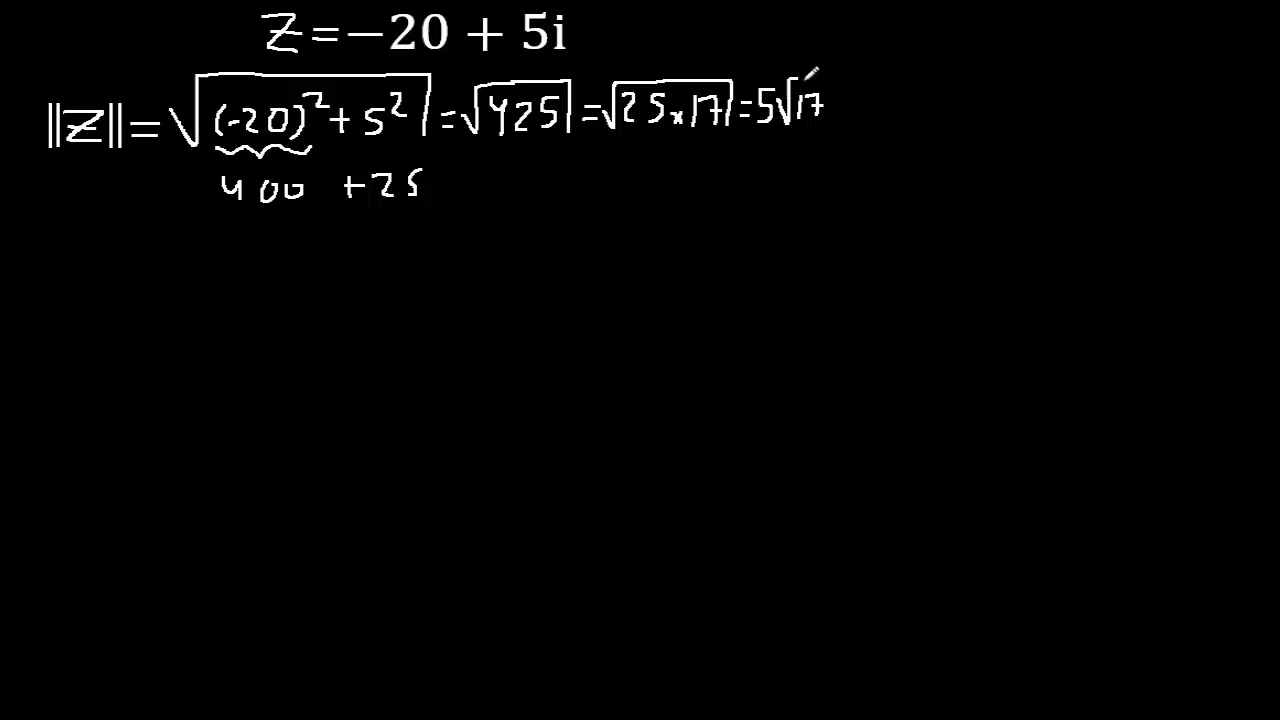 Z = −20 + 5i
||Z|| = √(-20)² + 5² = √425 = √25 × 17 = 5√17
400 + 25